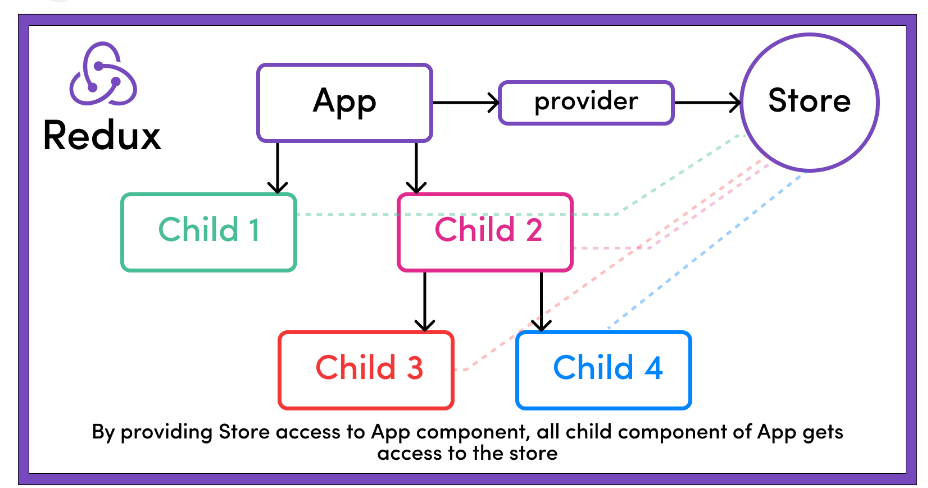 App
provider
Store
Redux
Child 1
Child 2
Child 3
Child 4
By providing Store access to App component, all child component of App gets
access to the store